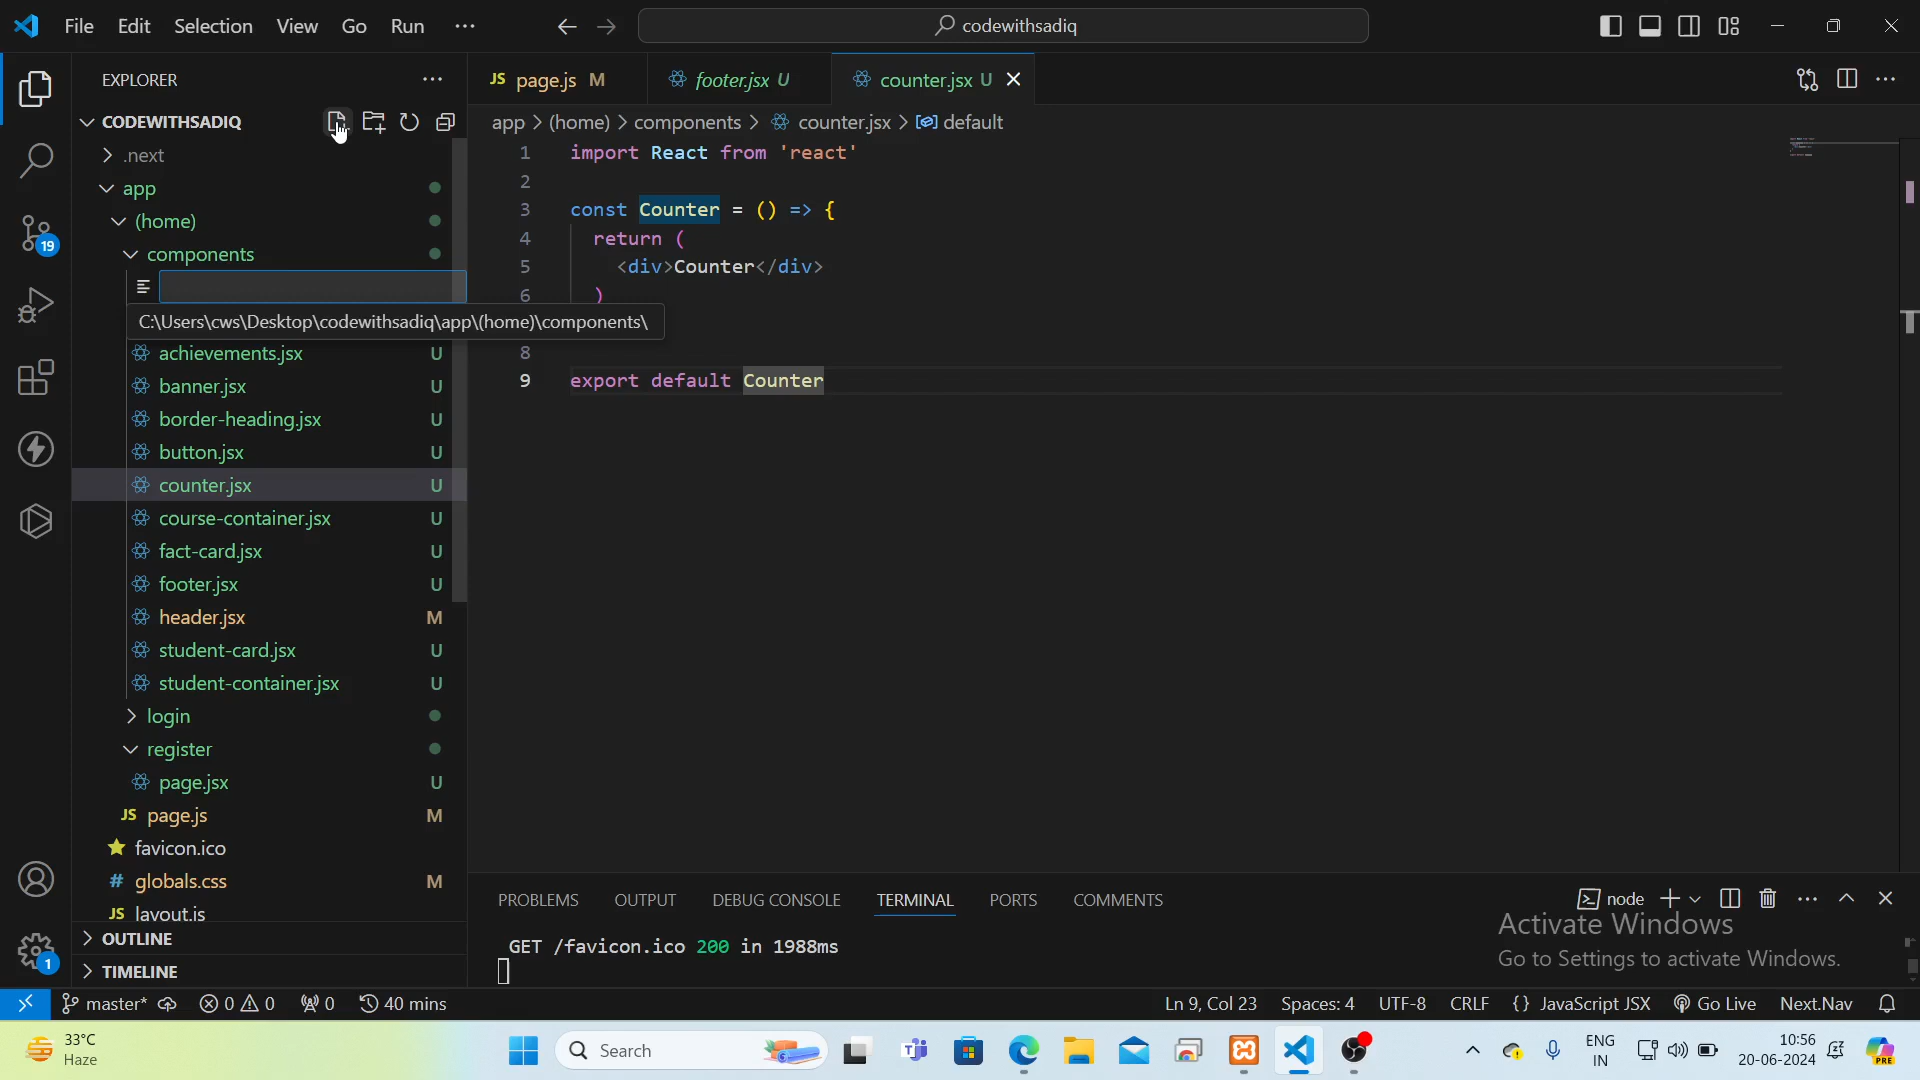 File Edit Selection View Go Run ... codewithsadiq
EXPLORER ...
JS page.js M footer.jsx U counter.jsx U
CODEWITHSADIQ
app > (home) > components > counter.jsx > default
.next
app
(home)
components
C:\Users\cws\Desktop\codewithsadiq\app\(home)\components\
achievements.jsx U
banner.jsx U
border-heading.jsx U
button.jsx U
counter.jsx U
course-container.jsx U
fact-card.jsx U
footer.jsx U
header.jsx M
student-card.jsx U
student-container.jsx U
login
register
page.jsx U
JS page.js M
favicon.ico
# globals.css M
JS layout.js
OUTLINE
TIMELINE
1 import React from 'react'
2
3 const Counter = () => {
4 return (
5 <div>Counter</div>
6 )
8
9 export default Counter
PROBLEMS OUTPUT DEBUG CONSOLE TERMINAL PORTS COMMENTS node
GET /favicon.ico 200 in 1988ms
Activate Windows
Go to Settings to activate Windows.
19
1
master* 0 0 0 40 mins Ln 9, Col 23 Spaces: 4 UTF-8 CRLF {} JavaScript JSX Go Live Next.Nav
33°C
Haze
Search
ENG
IN
10:56
20-06-2024
PRE